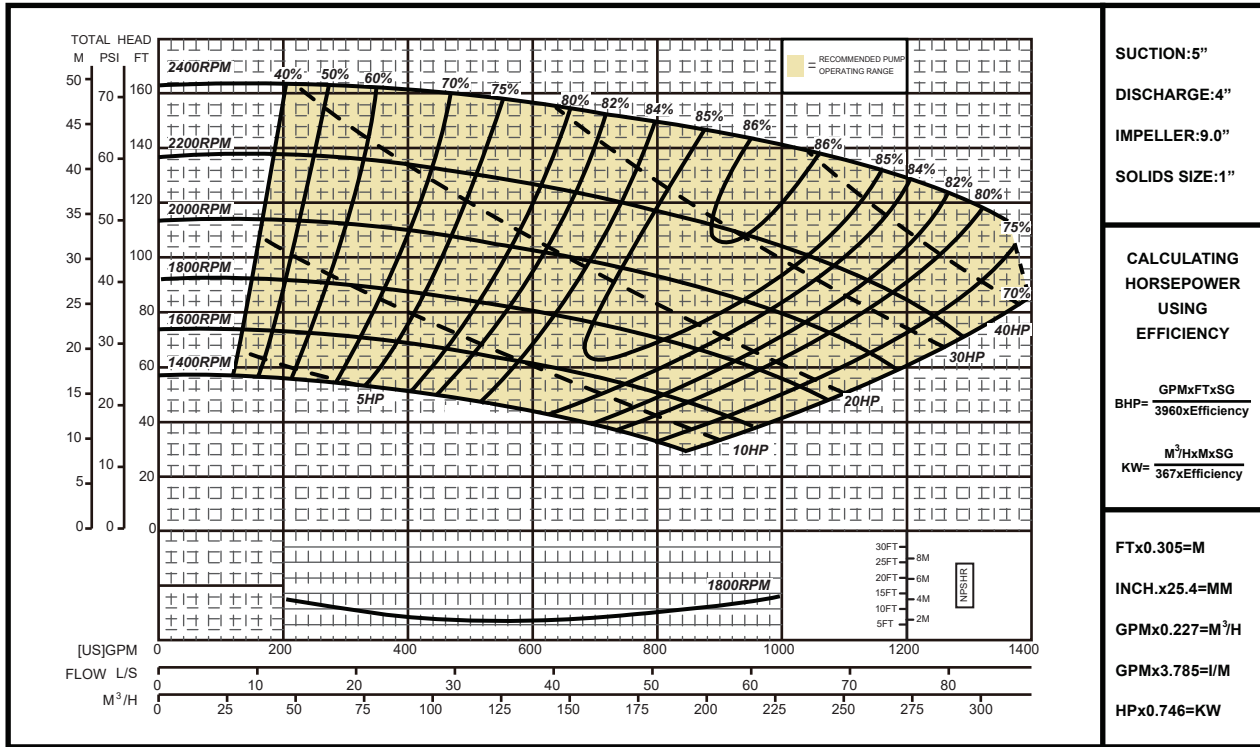 TOTAL HEAD
M PSI FT
50
45
40
35
30
25
20
15
10
5
0
70
60
50
40
30
20
10
0
160
140
120
100
80
60
40
20
0
2400RPM
2200RPM
2000RPM
1800RPM
1600RPM
1400RPM
40%
50%
60%
70%
75%
80%
82%
84%
85%
86%
86%
85%
84%
82%
80%
75%
70%
= RECOMMENDED PUMP
OPERATING RANGE
5HP
10HP
20HP
30HP
40HP
1800RPM
30FT
25FT
20FT
15FT
10FT
5FT
8M
6M
4M
2M
NPSHR
[US]GPM 0 200 400 600 800 1000 1200 1400
FLOW L/S 0 10 20 30 40 50 60 70 80
M³/H 0 25 50 75 100 125 150 175 200 225 250 275 300
SUCTION:5”
DISCHARGE:4”
IMPELLER:9.0”
SOLIDS SIZE:1”
CALCULATING
HORSEPOWER
USING
EFFICIENCY
BHP= GPMxFTxSG
3960xEfficiency
KW= M³/HxMxSG
367xEfficiency
FTx0.305=M
INCH.x25.4=MM
GPMx0.227=M³/H
GPMx3.785=l/M
HPx0.746=KW